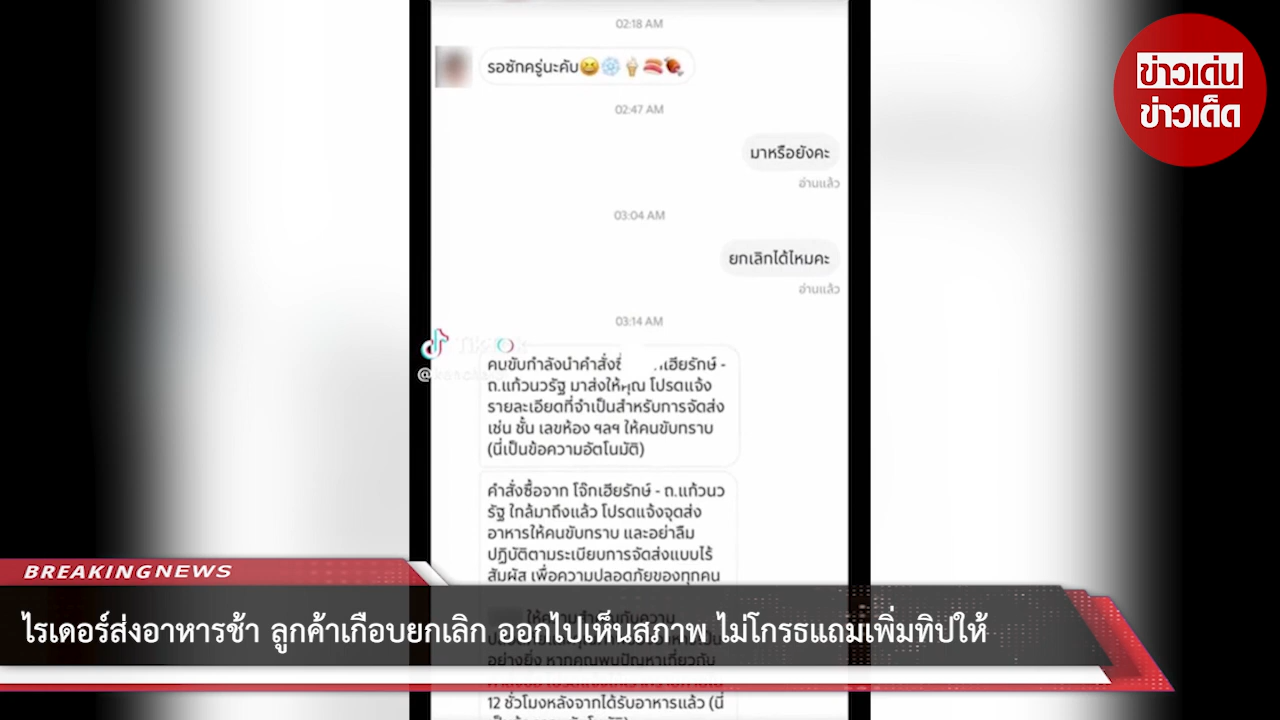 02:18 AM
รอซักครู่นะคับ😆❄️🍦🍣🍖
02:47 AM
มาหรือยังคะ
อ่านแล้ว
03:04 AM
ยกเลิกได้ไหมคะ
อ่านแล้ว
03:14 AM
คนขับกำลังนำคำสั่งซื้ เฮียรักษ์ -
ถ.แก้วนวรัฐ มาส่งให้คุณ โปรดแจ้ง
รายละเอียดที่จำเป็นสำหรับการจัดส่ง
เช่น ชั้น เลขห้อง ฯลฯ ให้คนขับทราบ
(นี่เป็นข้อความอัตโนมัติ)
คำสั่งซื้อจาก โจ๊กเฮียรักษ์ - ถ.แก้วนว
รัฐ ใกล้มาถึงแล้ว โปรดแจ้งจุดส่ง
อาหารให้คนขับทราบ และอย่าลืม
ปฏิบัติตามระเบียบการจัดส่งแบบไร้
สัมผัส เพื่อความปลอดภัยของทุกคน
อย่างยิ่ง หากคุณพบปัญหาเกี่ยวกับ
12 ชั่วโมงหลังจากได้รับอาหารแล้ว (นี่
TikTok
ข่าวเด่น
ข่าวเด็ด
BREAKING NEWS
ไรเดอร์ส่งอาหารช้า ลูกค้าเกือบยกเลิก ออกไปเห็นสภาพ ไม่โกรธแถมเพิ่มทิปให้